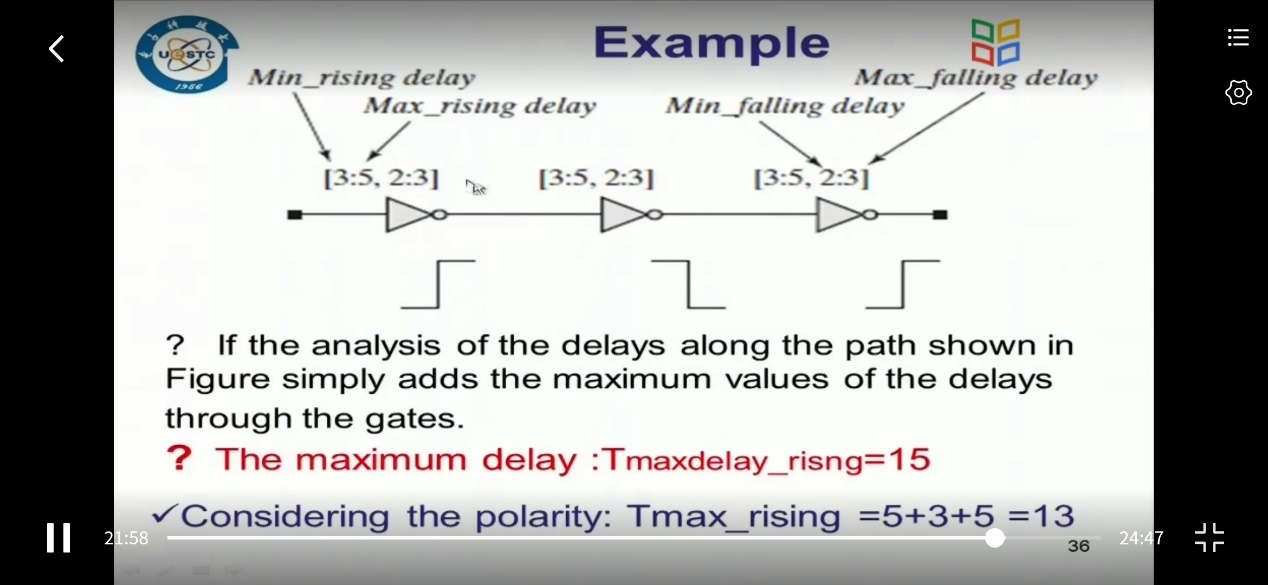 Example
UESTC
1956
Min_rising delay
Max_falling delay
Max_rising delay
Min_falling delay
[3:5, 2:3]
[3:5, 2:3]
[3:5, 2:3]
? If the analysis of the delays along the path shown in
Figure simply adds the maximum values of the delays
through the gates.
? The maximum delay :Tmaxdelay_risng=15
✓Considering the polarity: Tmax_rising =5+3+5 =13
21:58
24:47
36